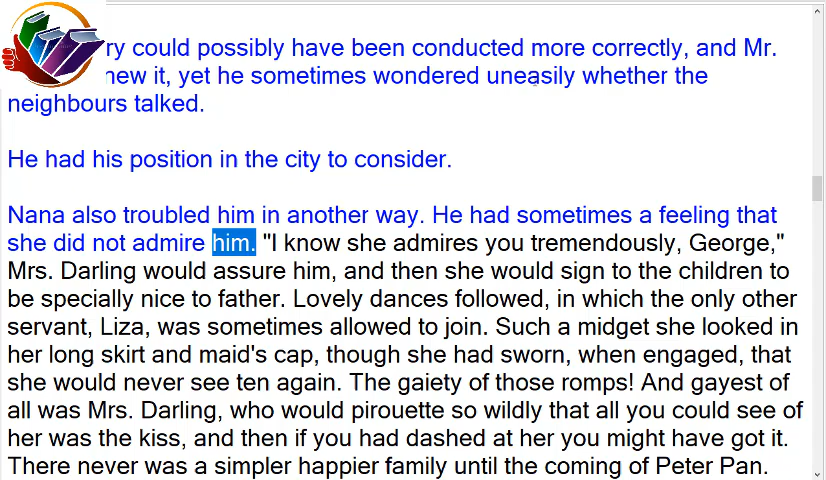 ry could possibly have been conducted more correctly, and Mr.
new it, yet he sometimes wondered uneasily whether the
neighbours talked.
He had his position in the city to consider.
Nana also troubled him in another way. He had sometimes a feeling that
she did not admire him. "I know she admires you tremendously, George,"
Mrs. Darling would assure him, and then she would sign to the children to
be specially nice to father. Lovely dances followed, in which the only other
servant, Liza, was sometimes allowed to join. Such a midget she looked in
her long skirt and maid's cap, though she had sworn, when engaged, that
she would never see ten again. The gaiety of those romps! And gayest of
all was Mrs. Darling, who would pirouette so wildly that all you could see of
her was the kiss, and then if you had dashed at her you might have got it.
There never was a simpler happier family until the coming of Peter Pan.